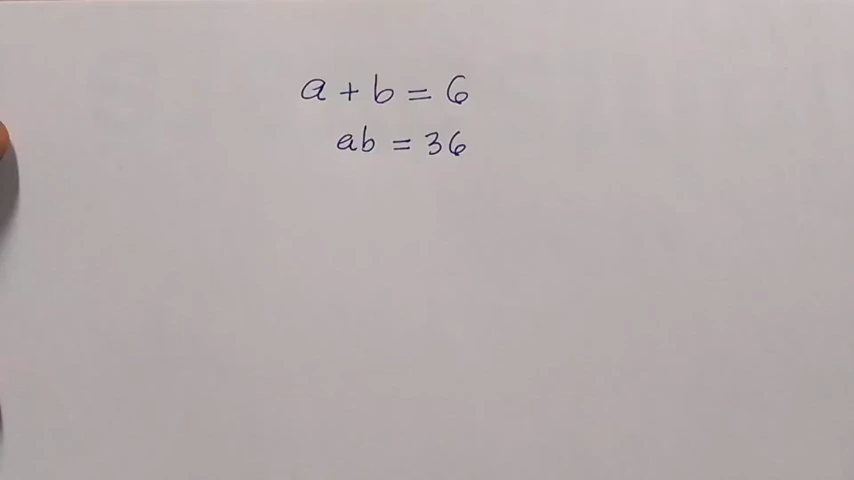 a + b = 6
ab = 36